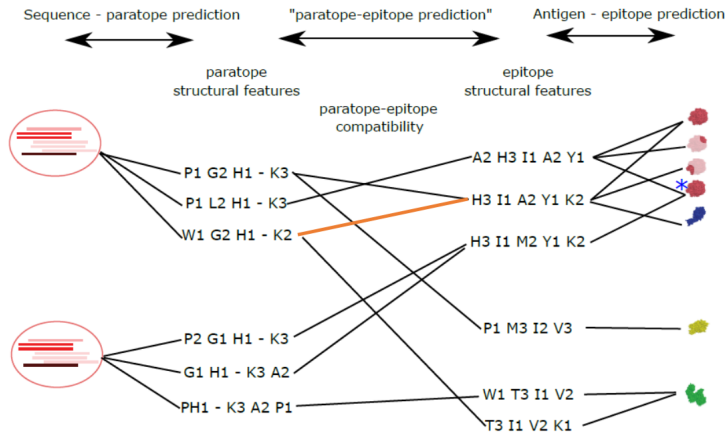 Sequence - paratope prediction
"paratope-epitope prediction"
Antigen - epitope prediction
paratope
structural features
epitope
structural features
paratope-epitope
compatibility
P1 G2 H1 - K3
P1 L2 H1 - K3
W1 G2 H1 - K2
P2 G1 H1 - K3
G1 H1 - K3 A2
PH1 - K3 A2 P1
A2 H3 I1 A2 Y1
H3 I1 A2 Y1 K2
H3 I1 M2 Y1 K2
P1 M3 I2 V3
W1 T3 I1 V2
T3 I1 V2 K1
*